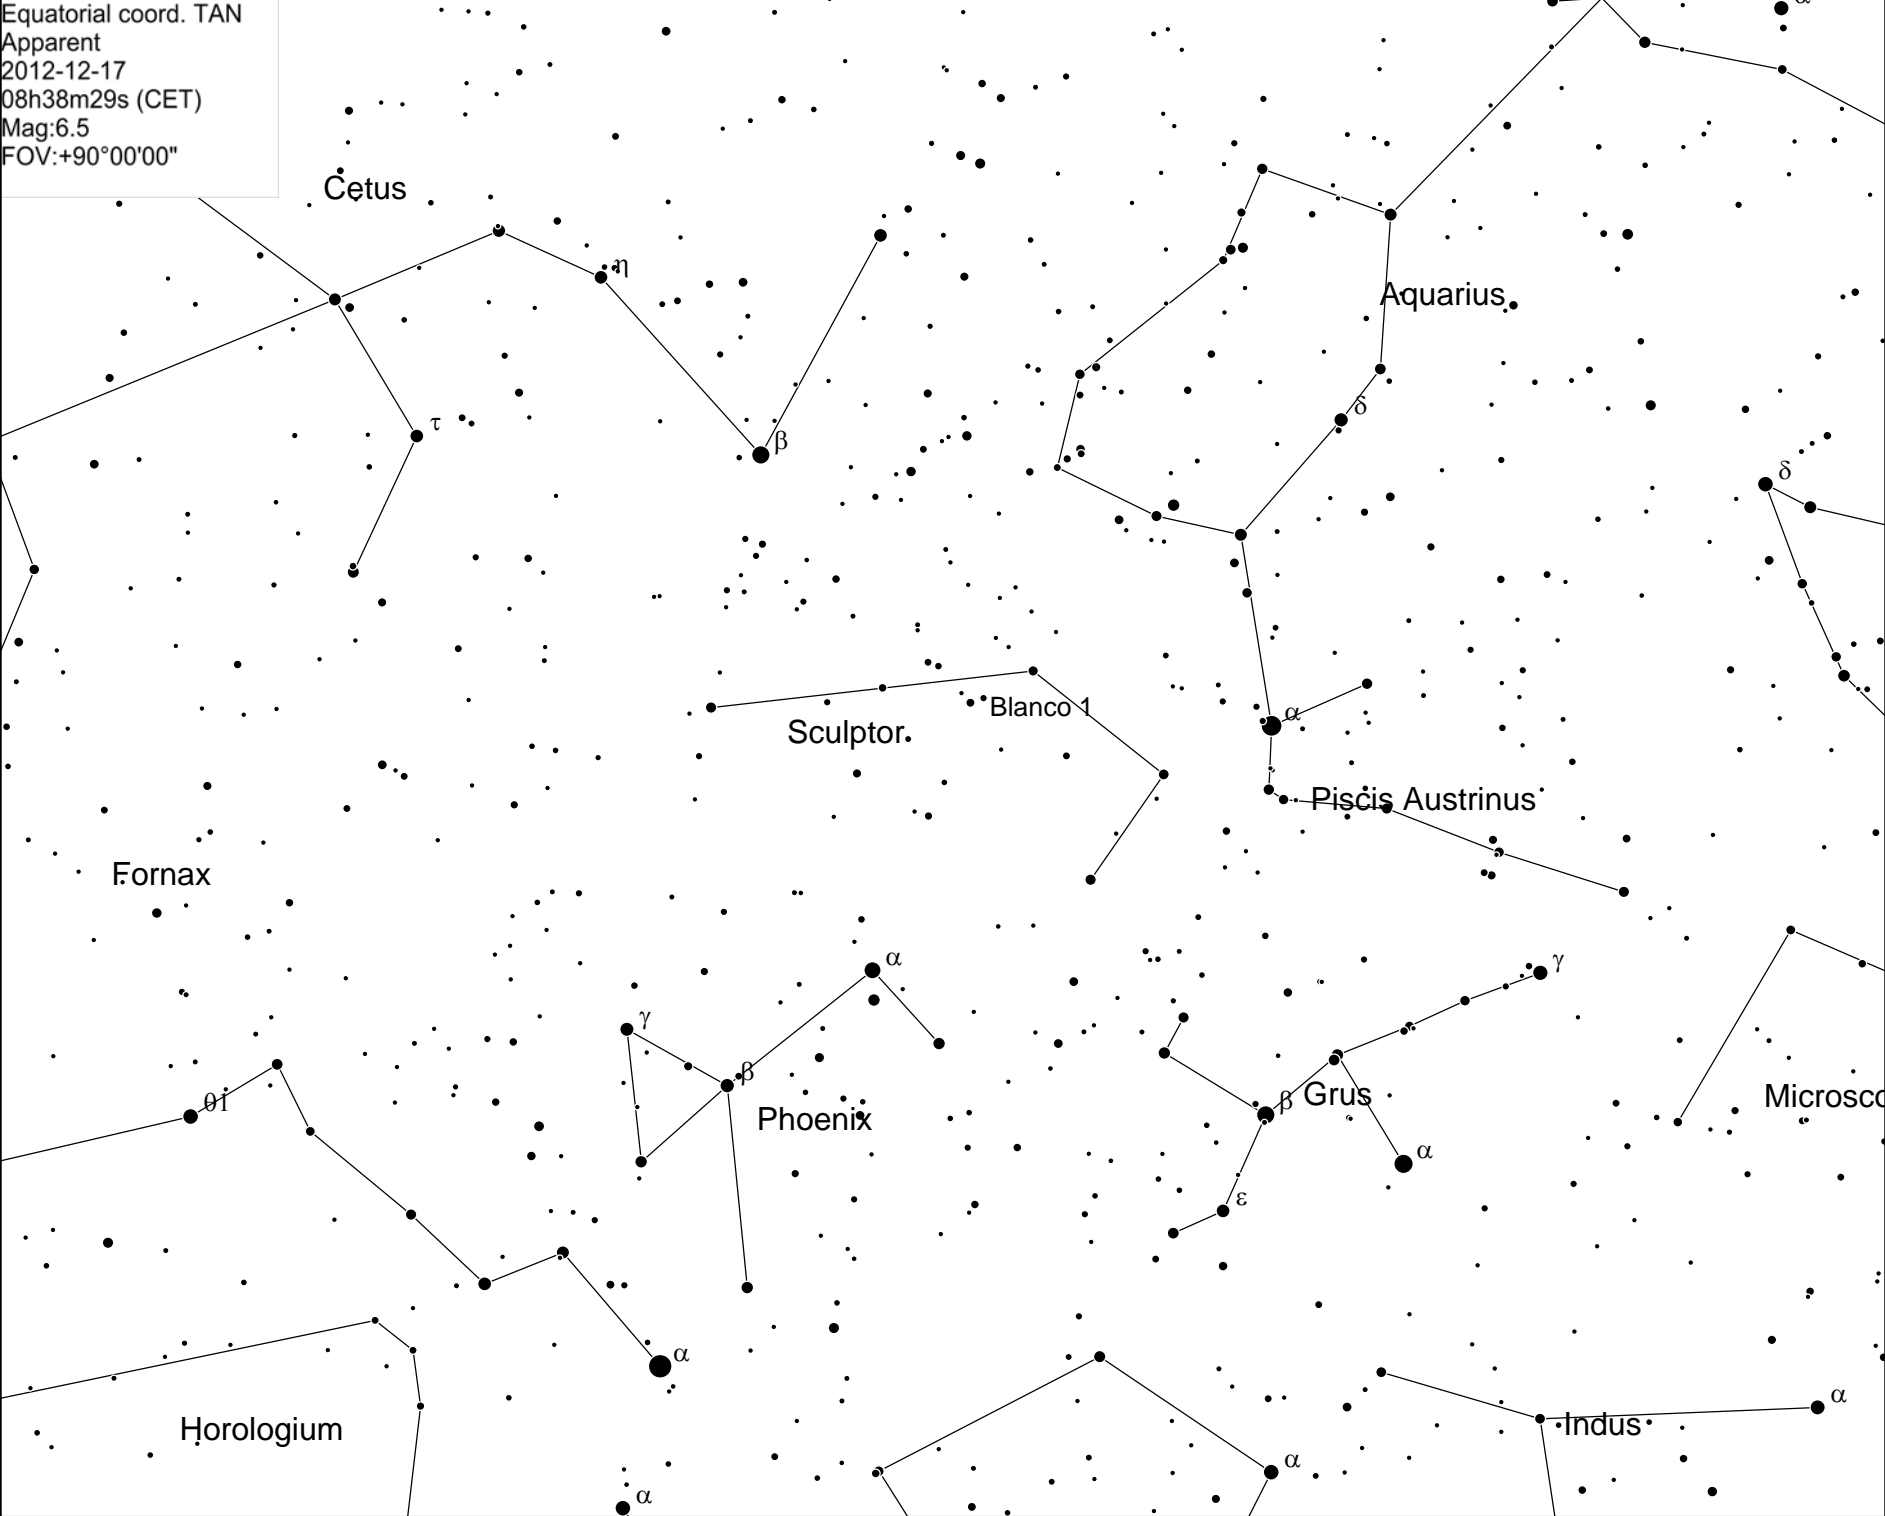 Equatorial coord. TAN
Apparent
2012-12-17
08h38m29s (CET)
Mag:6.5
FOV:+90°00'00"
α
Cetus
η
Aquarius
δ
τ
β
δ
Blanco 1
α
Sculptor
Piscis Austrinus
Fornax
α
γ
γ
β
θ1
Phoenix
β
Grus
Microsco
α
ε
α
α
Horologium
Indus
α
α